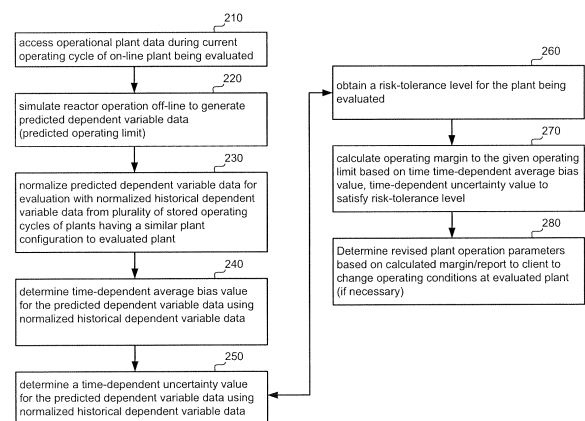 210
access operational plant data during current
operating cycle of on-line plant being evaluated
220
simulate reactor operation off-line to generate
predicted dependent variable data
(predicted operating limit)
230
normalize predicted dependent variable data for
evaluation with normalized historical dependent
variable data from plurality of stored operating
cycles of plants having a similar plant
configuration to evaluated plant
240
determine time-dependent average bias value
for the predicted dependent variable data using
normalized historical dependent variable data
250
determine a time-dependent uncertainty value
for the predicted dependent variable data using
normalized historical dependent variable data
260
obtain a risk-tolerance level for the plant being
evaluated
270
calculate operating margin to the given operating
limit based on time time-dependent average bias
value, time-dependent uncertainty value to
satisfy risk-tolerance level
280
Determine revised plant operation parameters
based on calculated margin/report to client to
change operating conditions at evaluated plant
(if necessary)